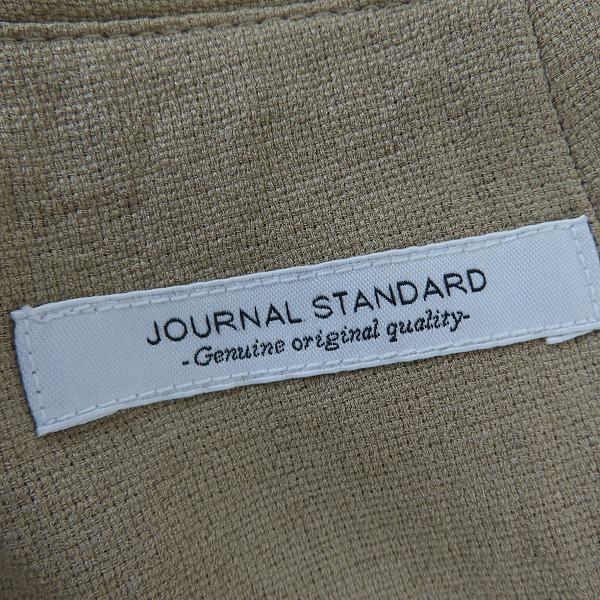 JOURNAL STANDARD
-Genuine original quality-